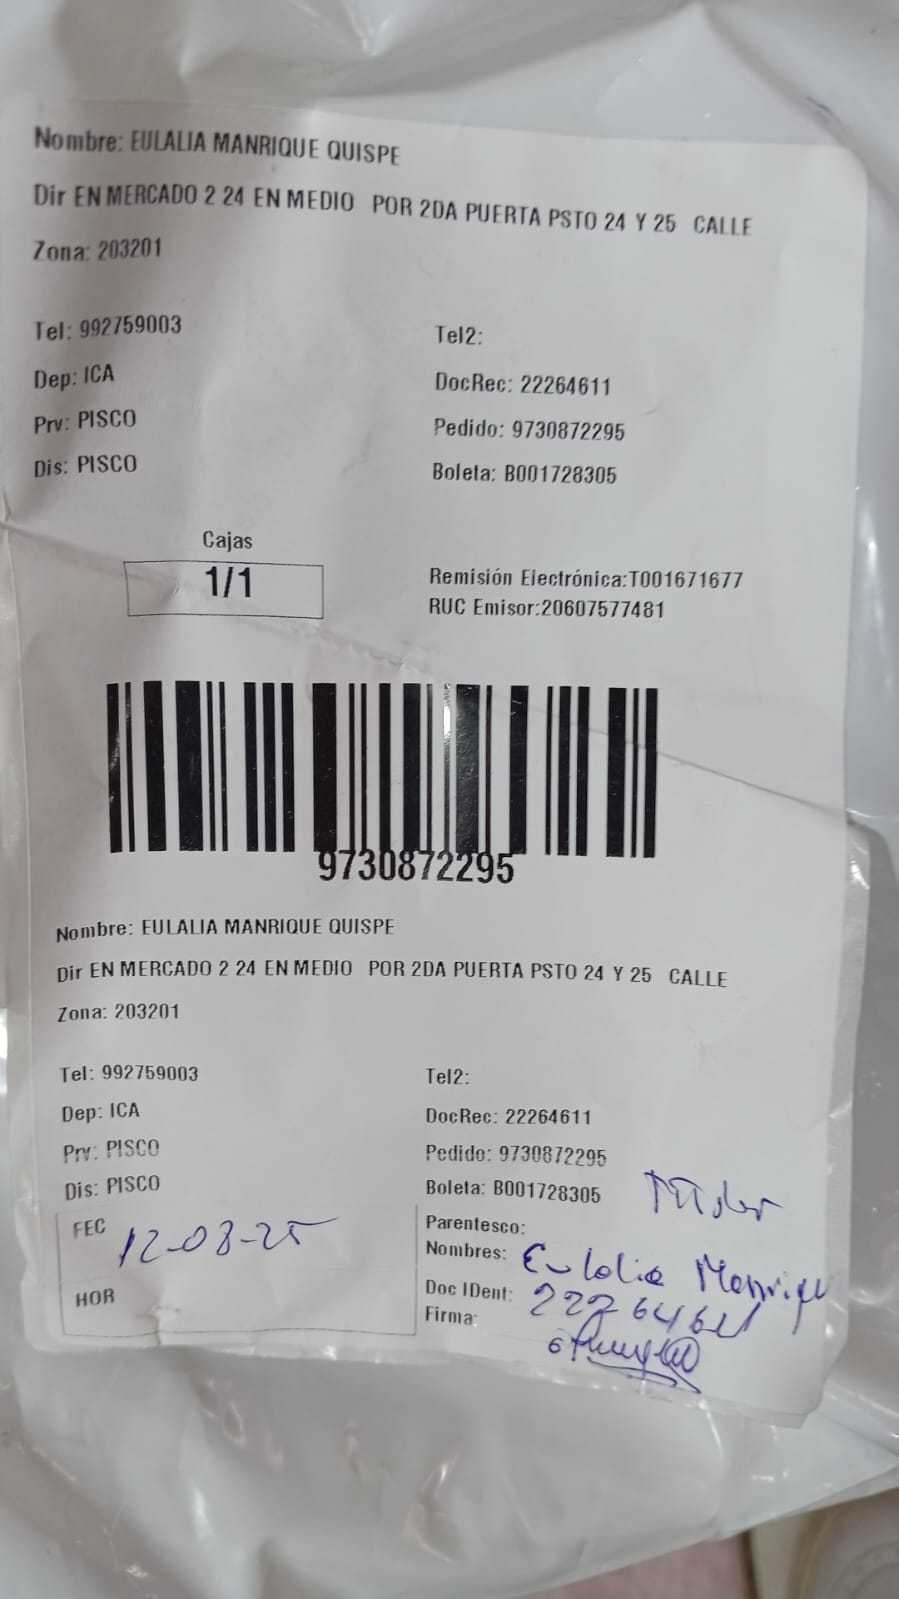 Nombre: EULALIA MANRIQUE QUISPE
Dir EN MERCADO 2 24 EN MEDIO POR 2DA PUERTA PSTO 24 Y 25 CALLE
Zona: 203201
Tel: 992759003 Tel2:
Dep: ICA DocRec: 22264611
Prv: PISCO Pedido: 9730872295
Dis: PISCO Boleta: B001728305
Cajas
1/1
Remisión Electrónica:T001671677
RUC Emisor:20607577481
9730872295
Nombre: EULALIA MANRIQUE QUISPE
Dir EN MERCADO 2 24 EN MEDIO POR 2DA PUERTA PSTO 24 Y 25 CALLE
Zona: 203201
Tel: 992759003 Tel2:
Dep: ICA DocRec: 22264611
Prv: PISCO Pedido: 9730872295
Dis: PISCO Boleta: B001728305
FEC 12-08-25 Parentesco:
Nombres: Eulalia Manrique
HOR Doc IDent: 22264611
Firma: